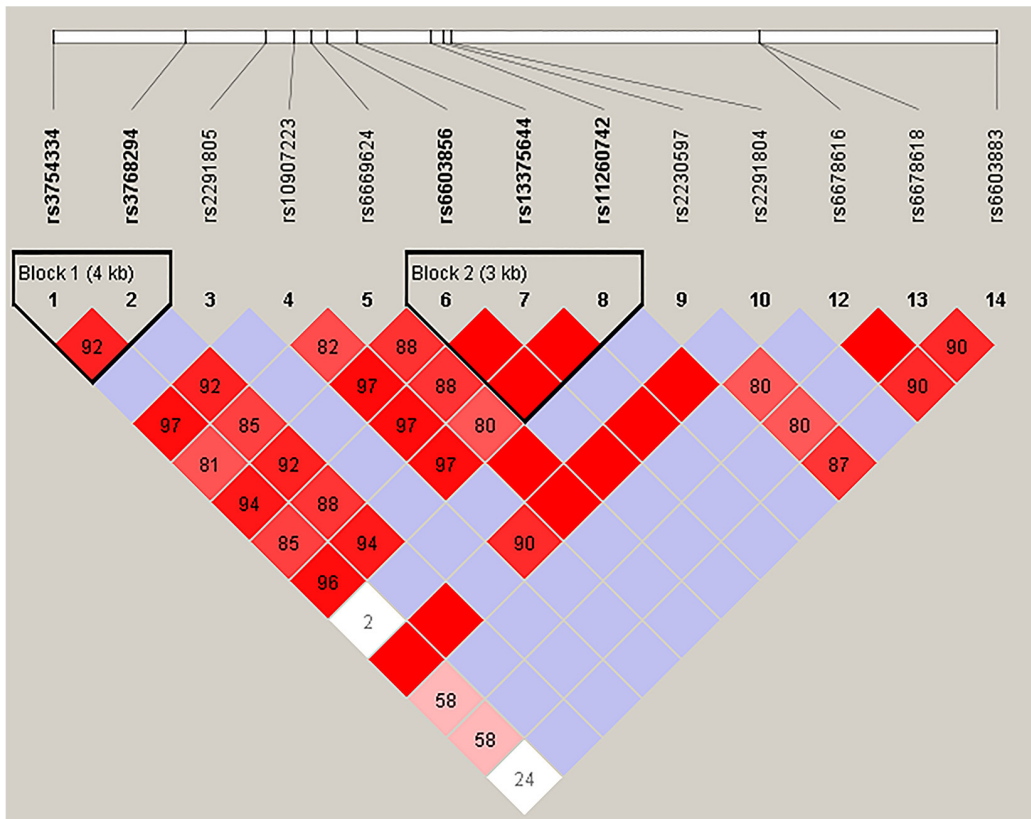 rs3754334
rs3768294
rs2291805
rs10907223
rs6669624
rs6603856
rs13375644
rs11260742
rs2230597
rs2291804
rs6678616
rs6678618
rs6603883
Block 1 (4 kb)
Block 2 (3 kb)
1 2 3 4 5 6 7 8 9 10 12 13 14
92 82 88 90
92 97 88 80 90
97 85 97 80 80
81 92 97 87
94 88
85 94 90
96
2
58
58
24